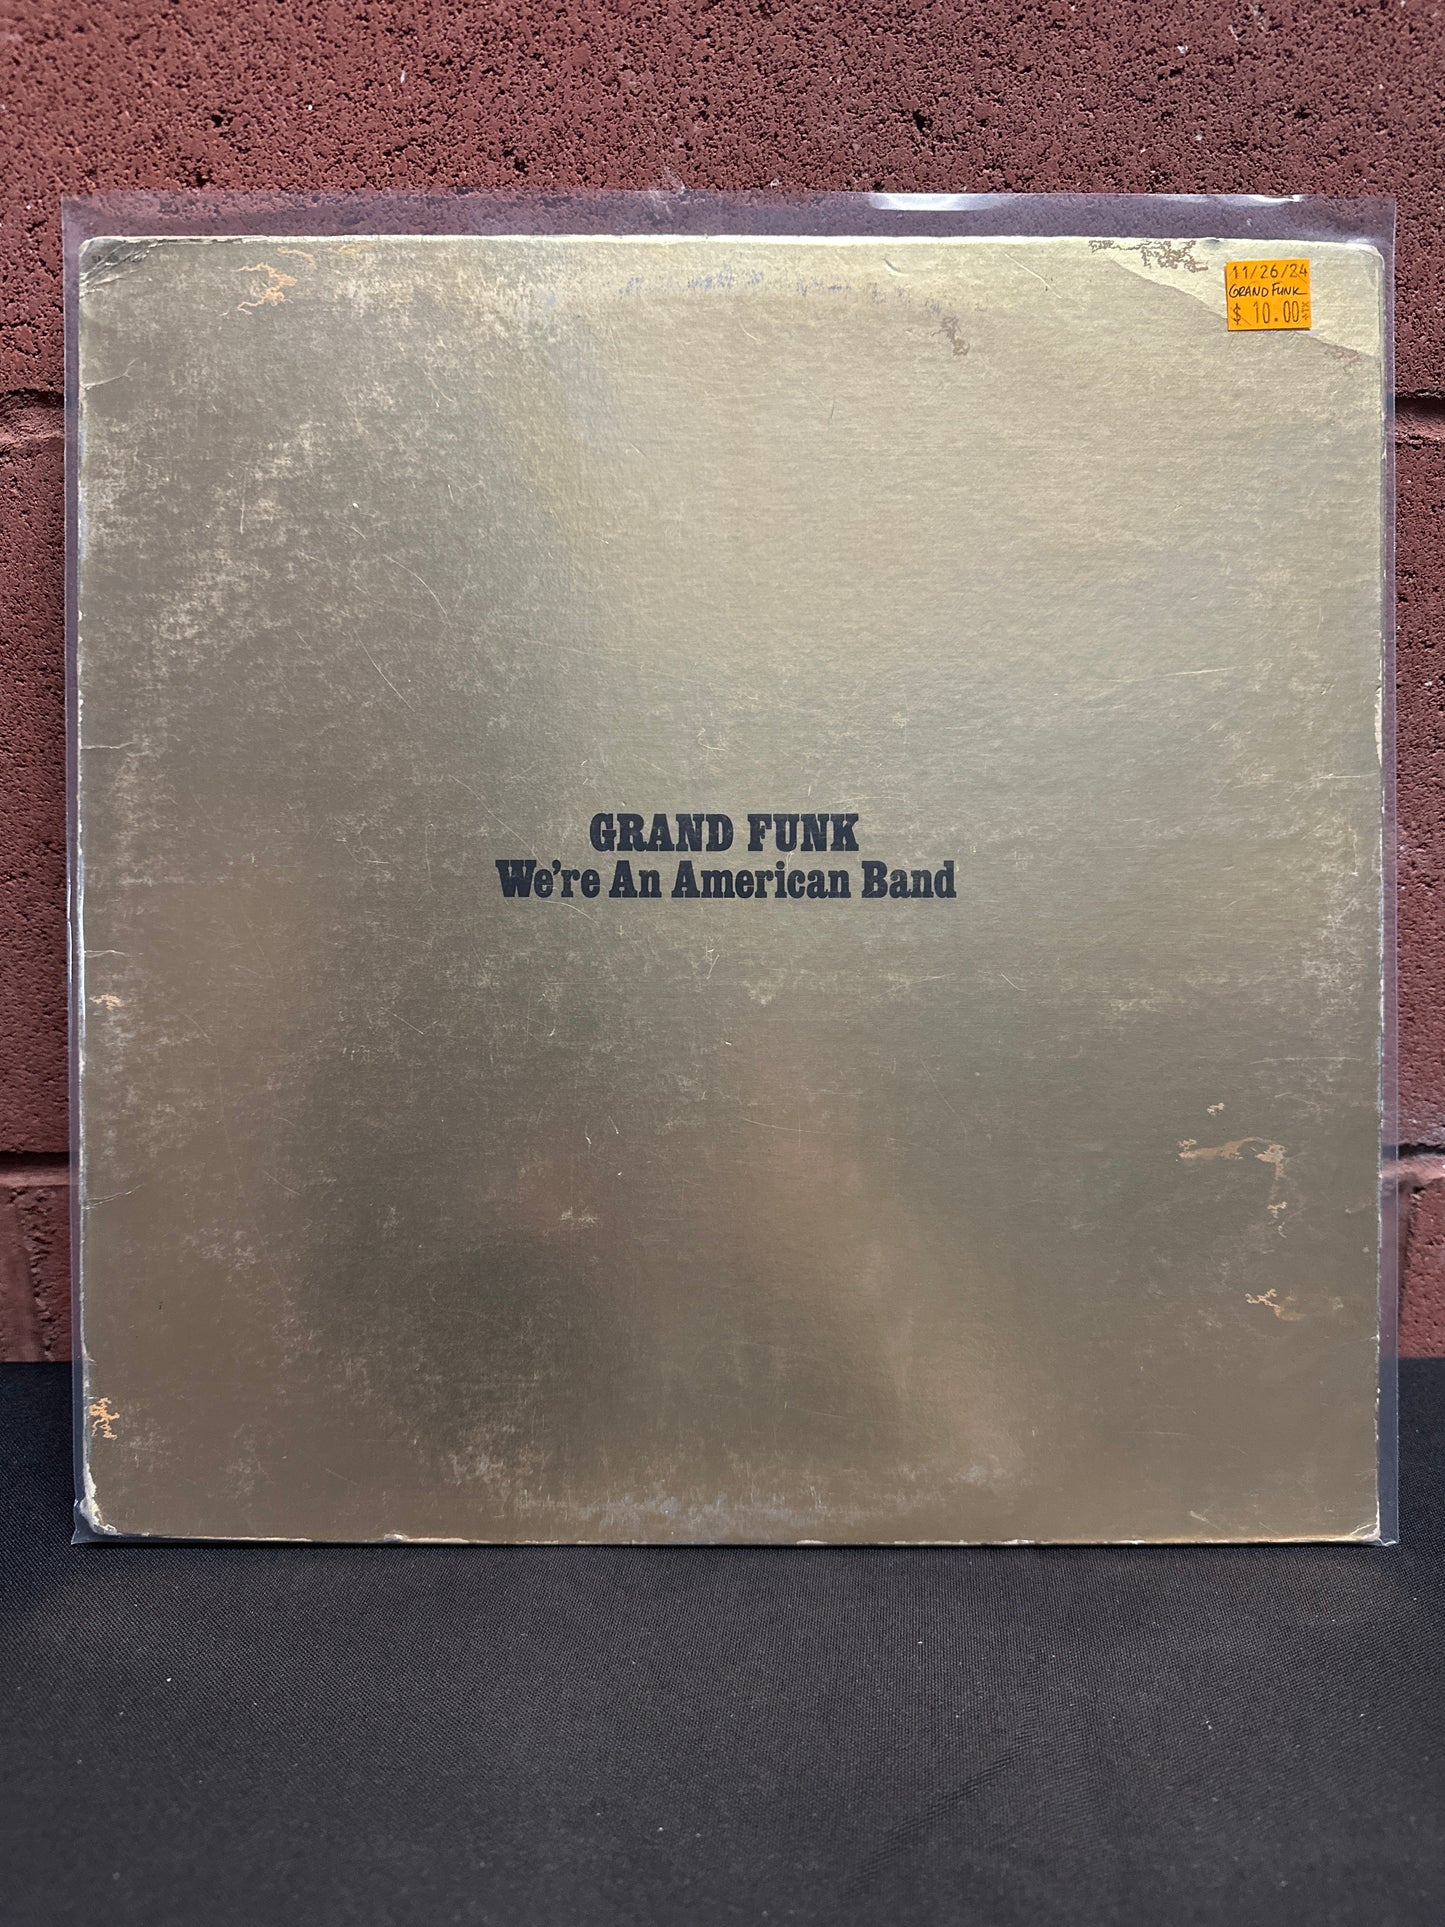 11/26/24
GRAND FUNK
$ 10.00
GRAND FUNK
We're An American Band